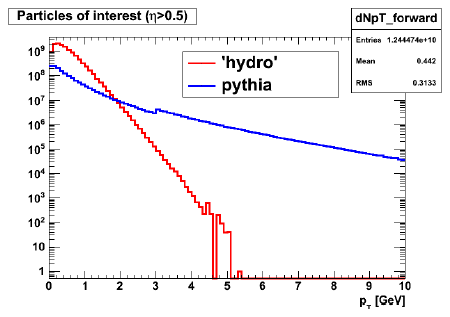 Particles of interest (η>0.5)
dNpT_forward
Entries 1.244474e+10
Mean 0.442
RMS 0.3133
'hydro'
pythia
10⁹
10⁸
10⁷
10⁶
10⁵
10⁴
10³
10²
10
1
0 1 2 3 4 5 6 7 8 9 10
p_T [GeV]